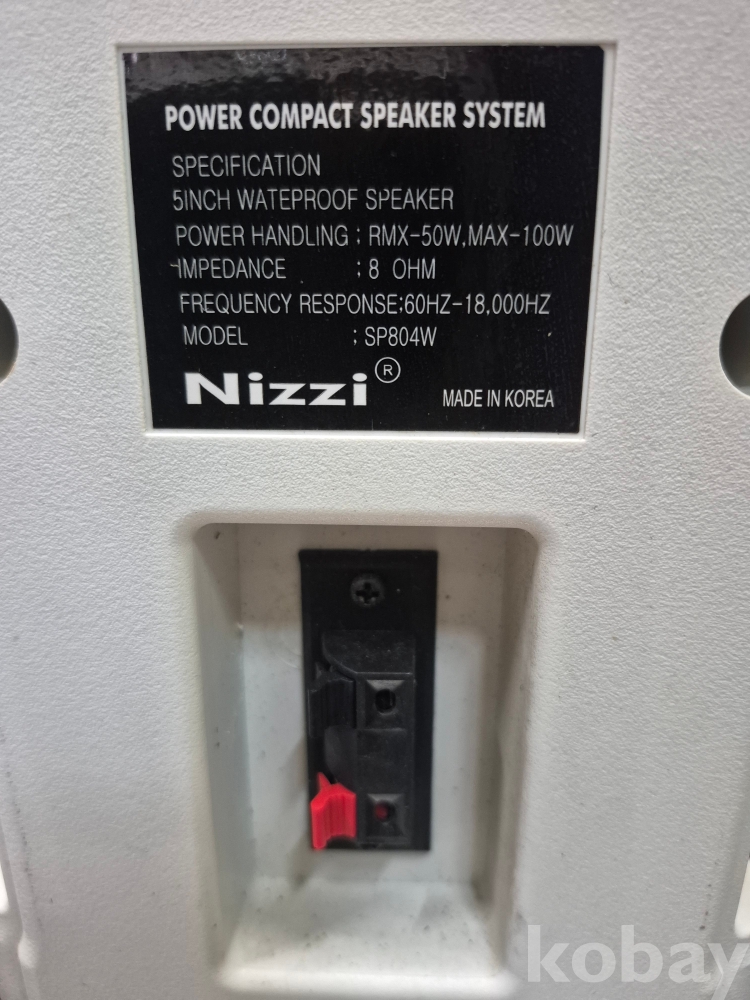 POWER COMPACT SPEAKER SYSTEM
SPECIFICATION
5INCH WATEPROOF SPEAKER
POWER HANDLING : RMX-50W,MAX-100W
IMPEDANCE : 8 OHM
FREQUENCY RESPONSE:60HZ-18,000HZ
MODEL : SP804W
Nizzi ®
MADE IN KOREA
kobay